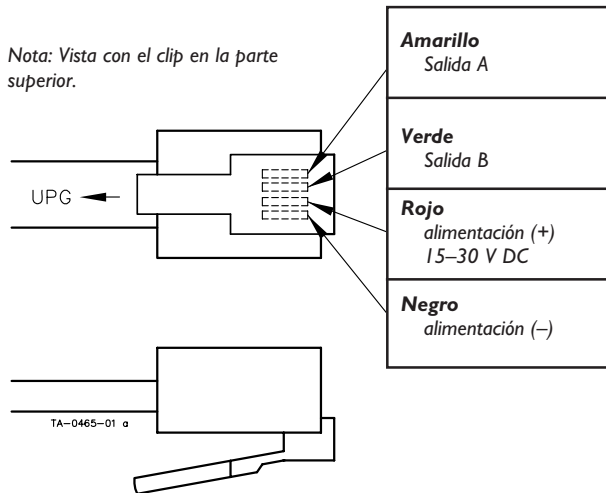 Nota: Vista con el clip en la parte
superior.
UPG
Amarillo
Salida A
Verde
Salida B
Rojo
alimentación (+)
15–30 V DC
Negro
alimentación (–)
TA-0465-01 a